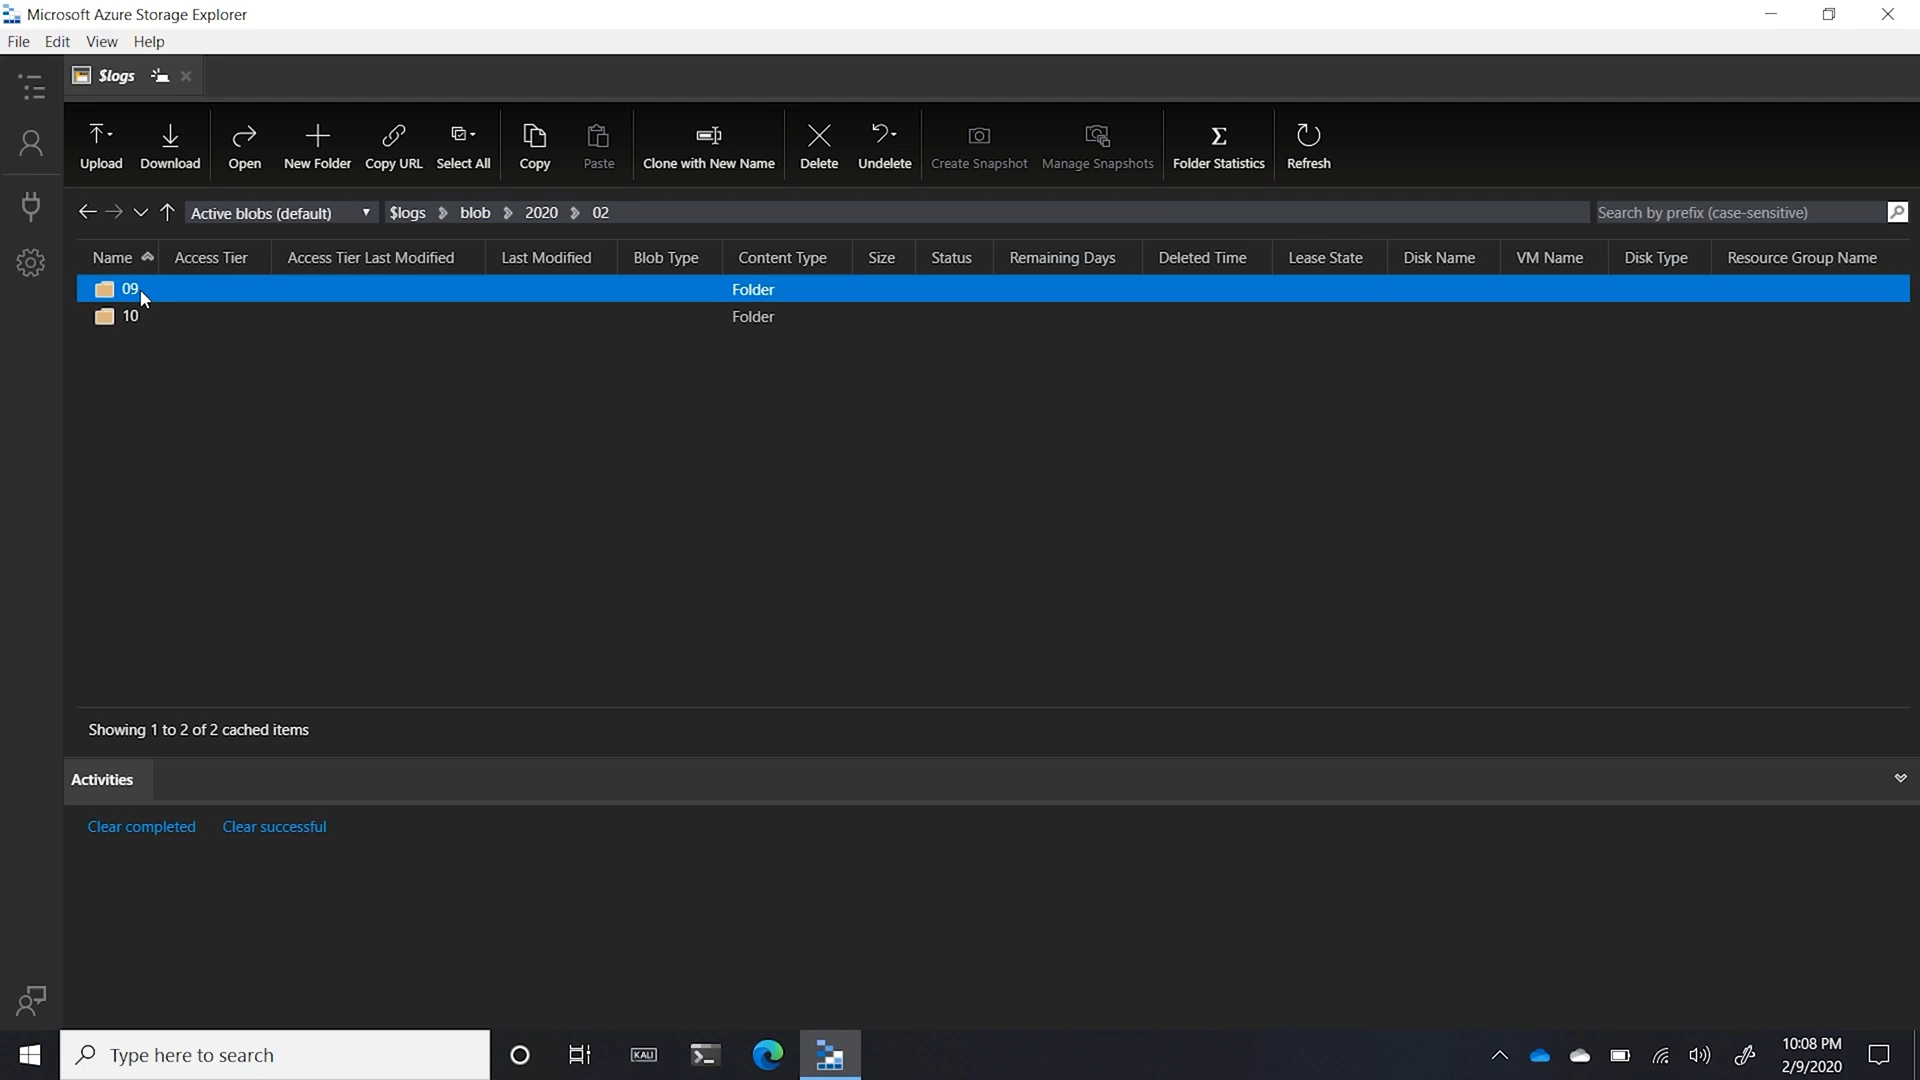 Microsoft Azure Storage Explorer
File Edit View Help
$logs
Upload Download Open New Folder Copy URL Select All Copy Paste Clone with New Name Delete Undelete Create Snapshot Manage Snapshots Folder Statistics Refresh
Active blobs (default) $logs blob 2020 02 Search by prefix (case-sensitive)
Name Access Tier Access Tier Last Modified Last Modified Blob Type Content Type Size Status Remaining Days Deleted Time Lease State Disk Name VM Name Disk Type Resource Group Name
09 Folder
10 Folder
Showing 1 to 2 of 2 cached items
Activities
Clear completed Clear successful
Type here to search KALI 10:08 PM
2/9/2020